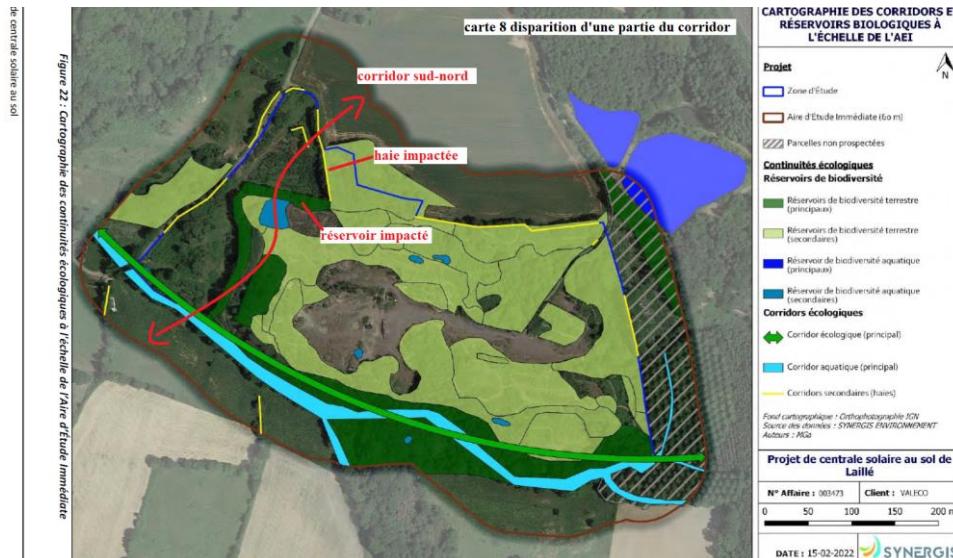 de centrale solaire au sol
Figure 22 : Cartographie des continuités écologiques à l'échelle de l'Aire d'Étude Immédiate
carte 8 disparition d'une partie du corridor
corridor sud-nord
haie impactée
réservoir impacté
CARTOGRAPHIE DES CORRIDORS E
RÉSERVOIRS BIOLOGIQUES À
L'ÉCHELLE DE L'AEI
Projet
N
Zone d'Étude
Aire d'Étude Immédiate (60 m)
Parcelles non prospectées
Continuités écologiques
Réservoirs de biodiversité
Réservoirs de biodiversité terrestre
(principaux)
Réservoirs de biodiversité terrestre
(secondaires)
Réservoir de biodiversité aquatique
(principaux)
Réservoir de biodiversité aquatique
(secondaires)
Corridors écologiques
Corridor écologique (principal)
Corridor aquatique (principal)
Corridors secondaires (haies)
Fond cartographique : Orthophotographie IGN
Source des données : SYNERGIS ENVIRONNEMENT
Auteurs : MGa
Projet de centrale solaire au sol de
Laillé
N° Affaire : 003473 Client : VALECO
0 50 100 150 200 m
DATE : 15-02-2022 SYNERGIS